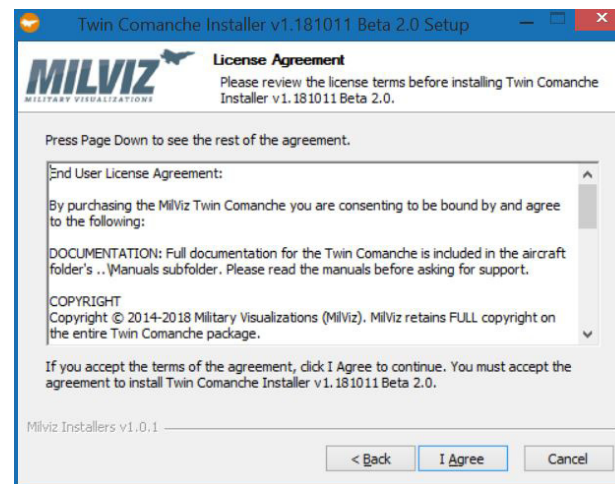 Twin Comanche Installer v1.181011 Beta 2.0 Setup
MILVIZ
MILITARY VISUALIZATIONS
License Agreement
Please review the license terms before installing Twin Comanche
Installer v1.181011 Beta 2.0.
Press Page Down to see the rest of the agreement.
End User License Agreement:
By purchasing the MilViz Twin Comanche you are consenting to be bound by and agree
to the following:
DOCUMENTATION: Full documentation for the Twin Comanche is included in the aircraft
folder's ..\Manuals subfolder. Please read the manuals before asking for support.
COPYRIGHT
Copyright © 2014-2018 Military Visualizations (MilViz). MilViz retains FULL copyright on
the entire Twin Comanche package.
If you accept the terms of the agreement, click I Agree to continue. You must accept the
agreement to install Twin Comanche Installer v1.181011 Beta 2.0.
Milviz Installers v1.0.1
< Back I Agree Cancel